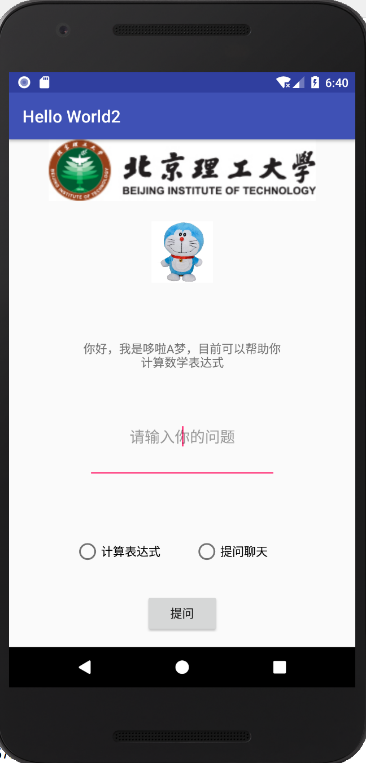 6:40
Hello World2
北京理工大学
BEIJING INSTITUTE OF TECHNOLOGY
你好，我是哆啦A梦，目前可以帮助你
计算数学表达式
请输入你的问题
计算表达式
提问聊天
提问